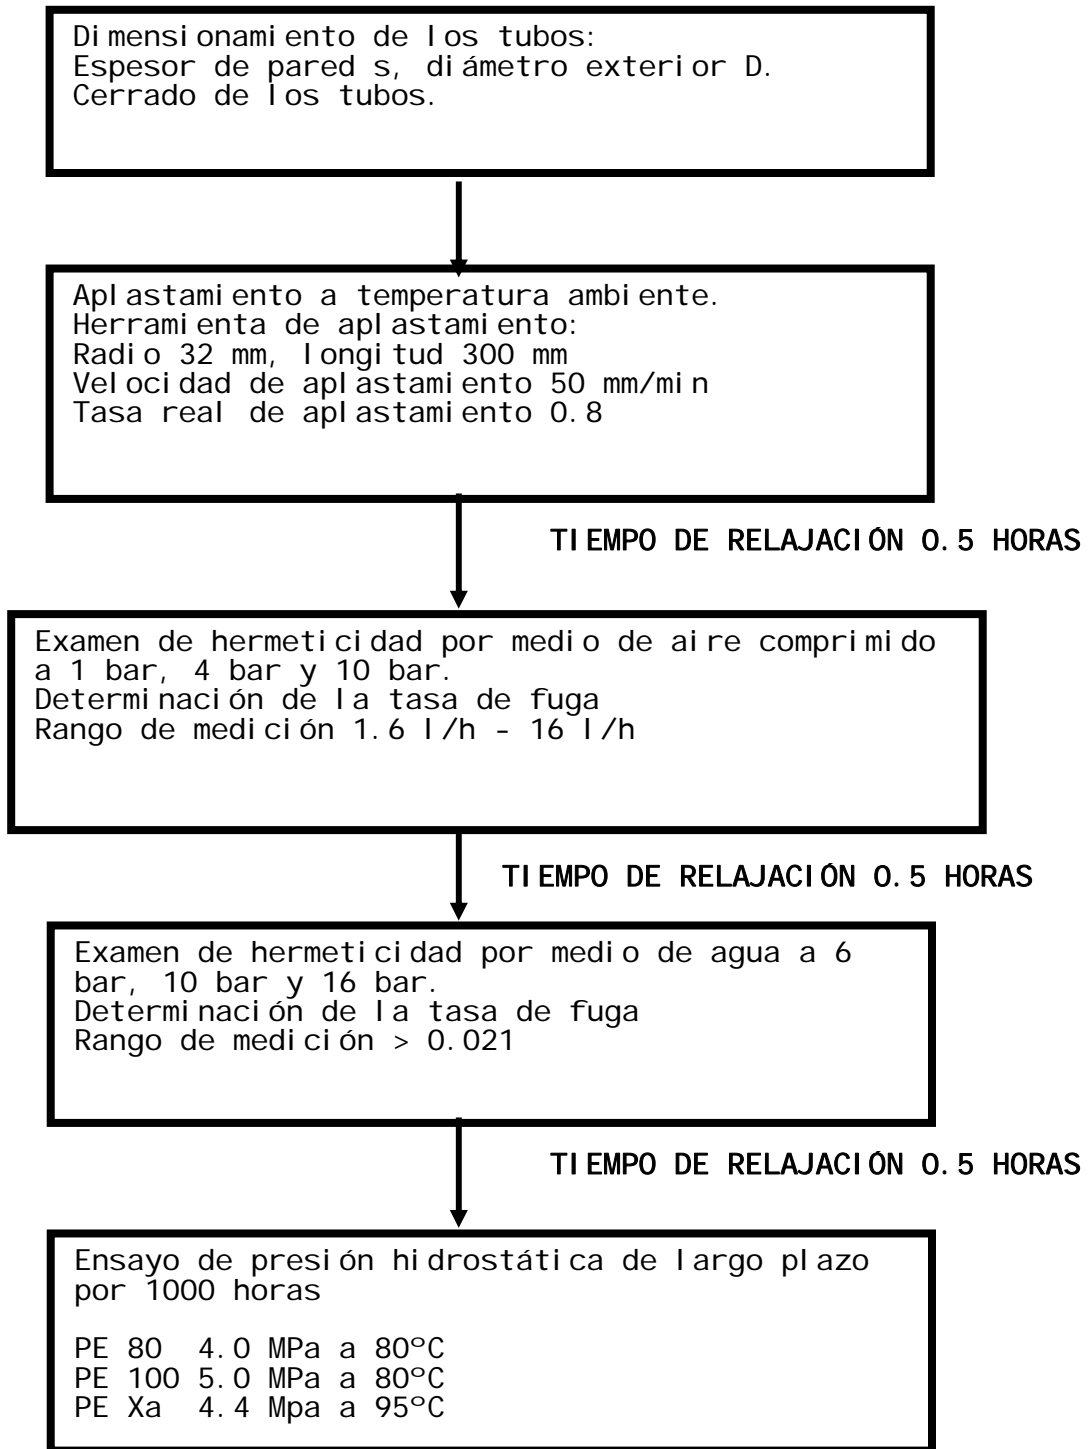 Dimensionamiento de los tubos:
Espesor de pared s, diámetro exterior D.
Cerrado de los tubos.
Aplastamiento a temperatura ambiente.
Herramienta de aplastamiento:
Radio 32 mm, longitud 300 mm
Velocidad de aplastamiento 50 mm/min
Tasa real de aplastamiento 0.8
TIEMPO DE RELAJACIÓN 0.5 HORAS
Examen de hermeticidad por medio de aire comprimido
a 1 bar, 4 bar y 10 bar.
Determinación de la tasa de fuga
Rango de medición 1.6 l/h - 16 l/h
TIEMPO DE RELAJACIÓN 0.5 HORAS
Examen de hermeticidad por medio de agua a 6
bar, 10 bar y 16 bar.
Determinación de la tasa de fuga
Rango de medición > 0.021
TIEMPO DE RELAJACIÓN 0.5 HORAS
Ensayo de presión hidrostática de largo plazo
por 1000 horas
PE 80 4.0 MPa a 80ºC
PE 100 5.0 MPa a 80ºC
PE Xa 4.4 Mpa a 95ºC